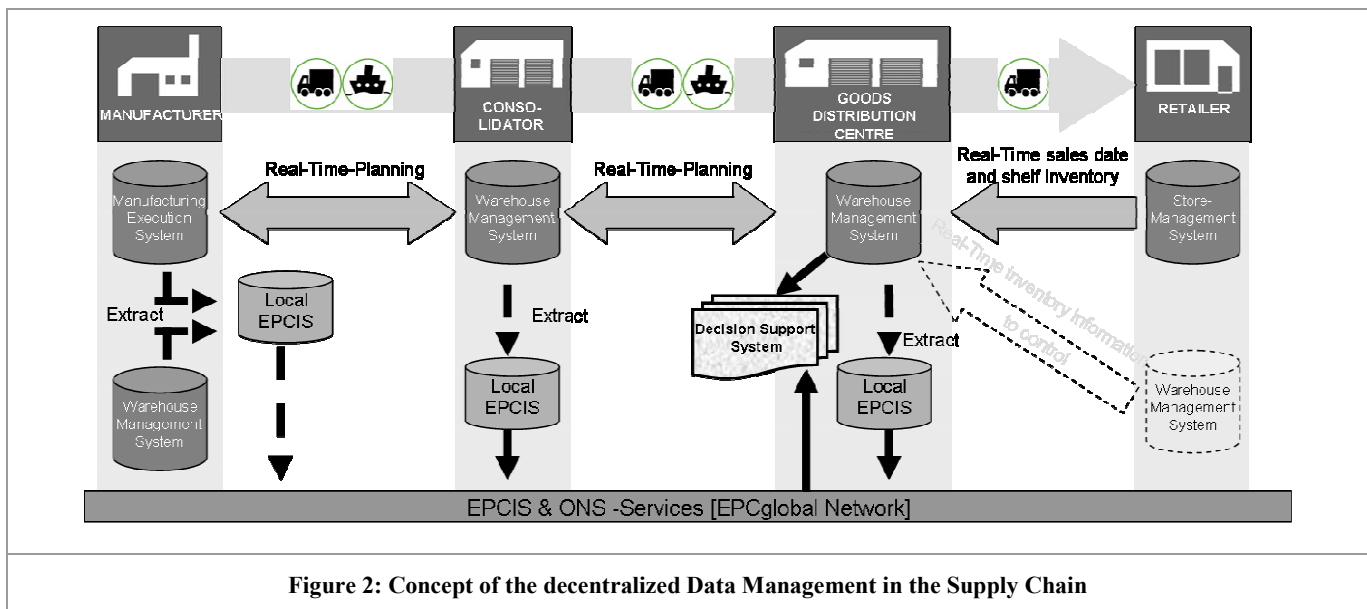 MANUFACTURER
CONSO-
LIDATOR
GOODS
DISTRIBUTION
CENTRE
RETAILER
Real-Time-Planning
Real-Time-Planning
Real-Time sales date
and shelf Inventory
Manufacturing
Execution
System
Warehouse
Management
System
Warehouse
Management
System
Store-
Management
System
Real-Time Inventory Information
to Control
Extract
Local
EPCIS
Extract
Decision Support
System
Extract
Warehouse
Management
System
Local
EPCIS
Local
EPCIS
Warehouse
Management
System
EPCIS & ONS -Services [EPCglobal Network]
Figure 2: Concept of the decentralized Data Management in the Supply Chain